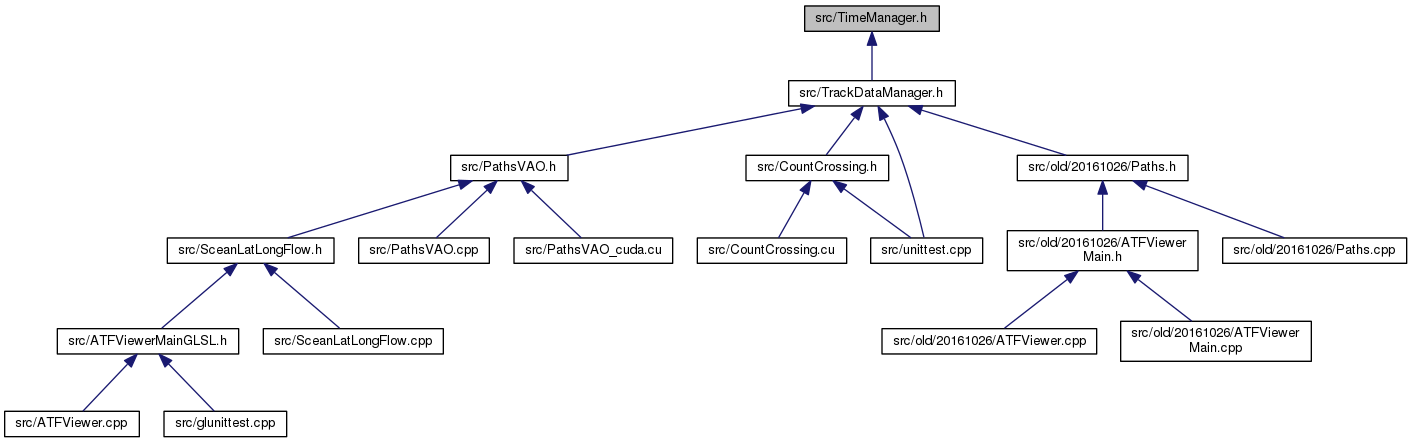 src/TimeManager.h
src/TrackDataManager.h
src/PathsVAO.h
src/CountCrossing.h
src/old/20161026/Paths.h
src/SceanLatLongFlow.h
src/PathsVAO.cpp
src/PathsVAO_cuda.cu
src/CountCrossing.cu
src/unittest.cpp
src/old/20161026/ATFViewer
Main.h
src/old/20161026/Paths.cpp
src/ATFViewerMainGLSL.h
src/SceanLatLongFlow.cpp
src/old/20161026/ATFViewer.cpp
src/old/20161026/ATFViewer
Main.cpp
src/ATFViewer.cpp
src/glunittest.cpp